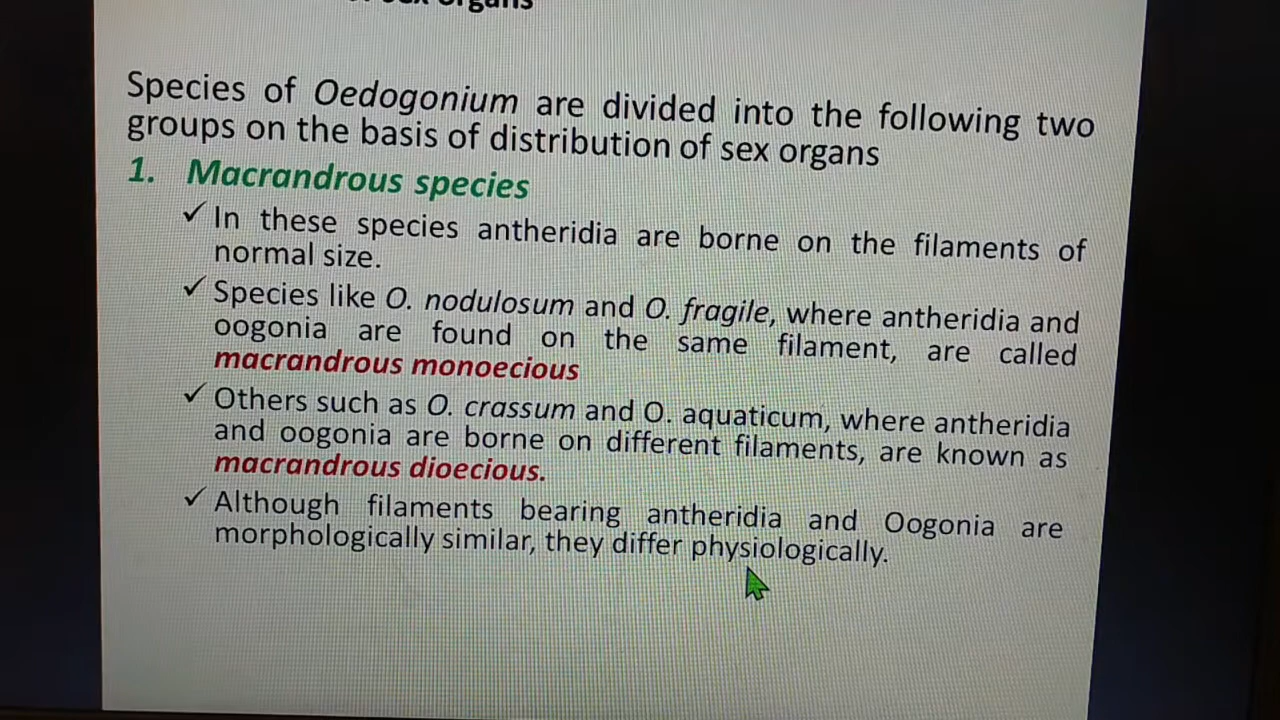 sex organs
Species of Oedogonium are divided into the following two
groups on the basis of distribution of sex organs
1. Macrandrous species
✓ In these species antheridia are borne on the filaments of
normal size.
✓ Species like O. nodulosum and O. fragile, where antheridia and
oogonia are found on the same filament, are called
macrandrous monoecious
✓ Others such as O. crassum and O. aquaticum, where antheridia
and oogonia are borne on different filaments, are known as
macrandrous dioecious.
✓ Although filaments bearing antheridia and Oogonia are
morphologically similar, they differ physiologically.